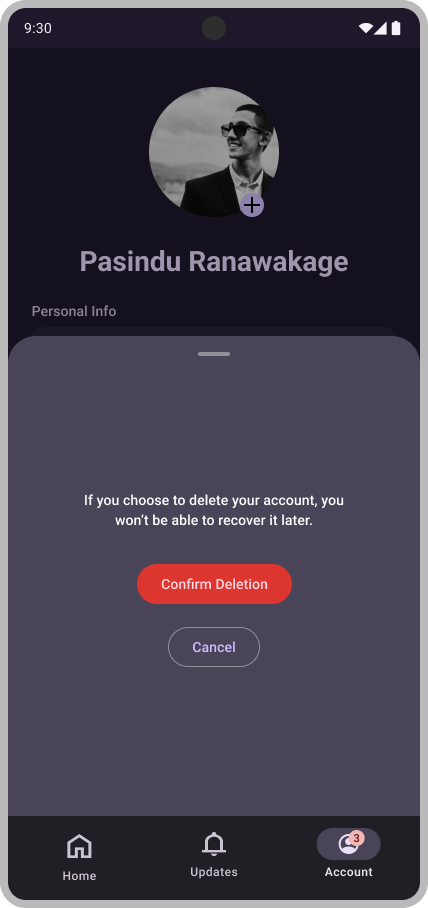 9:30
Pasindu Ranawakage
Personal Info
If you choose to delete your account, you
won’t be able to recover it later.
Confirm Deletion
Cancel
3
Home
Updates
Account